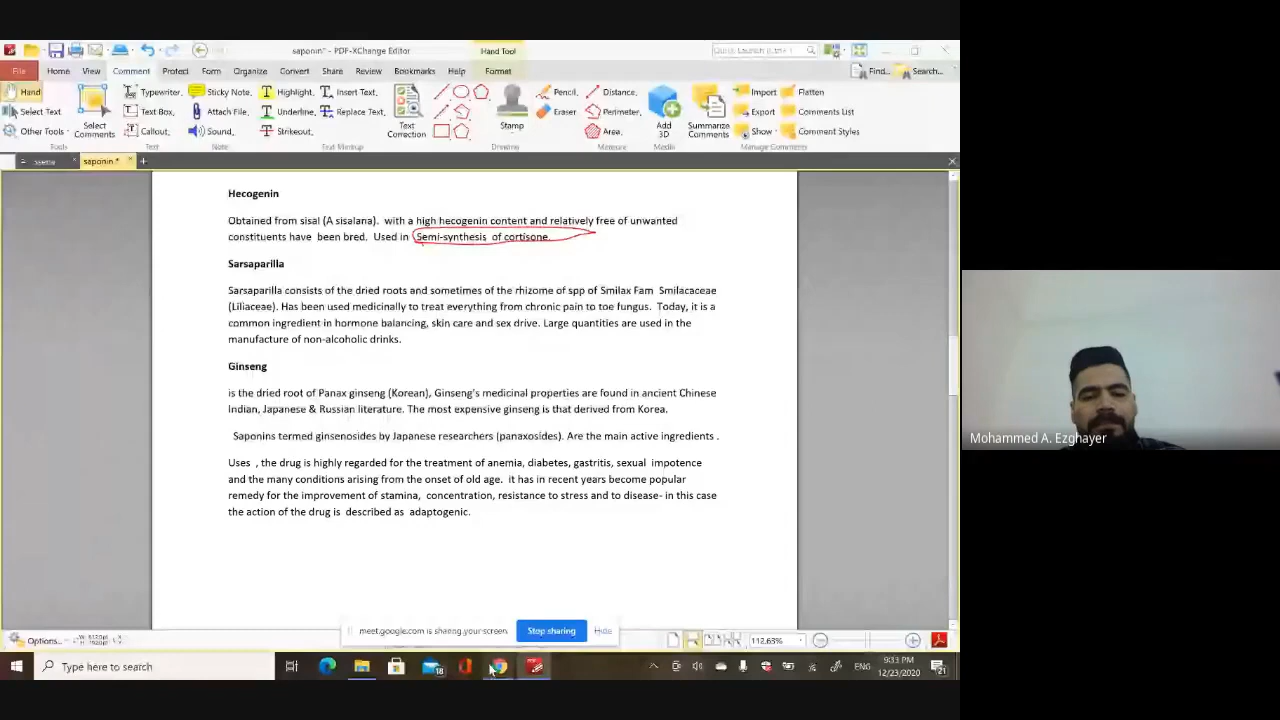 saponin* - PDF-XChange Editor
Hand Tool
File Home View Comment Protect Form Organize Convert Share Review Bookmarks Help Format
Find... Search...
Hand Typewriter Sticky Note Highlight Insert Text Pencil Distance Import Flatten
Select Text Text Box Attach File Underline Replace Text Eraser Perimeter Export Comments List
Other Tools Callout Sound Strikeout Area Show Comment Styles
Select Comments
Text Correction
Stamp
Add 3D
Summarize Comments
Tools Text Note Text Markup Drawing Measure Media Manage Comments
saponin *
Hecogenin
Obtained from sisal (A sisalana). with a high hecogenin content and relatively free of unwanted
constituents have been bred. Used in Semi-synthesis of cortisone.
Sarsaparilla
Sarsaparilla consists of the dried roots and sometimes of the rhizome of spp of Smilax Fam Smilacaceae
(Liliaceae). Has been used medicinally to treat everything from chronic pain to toe fungus. Today, it is a
common ingredient in hormone balancing, skin care and sex drive. Large quantities are used in the
manufacture of non-alcoholic drinks.
Ginseng
is the dried root of Panax ginseng (Korean), Ginseng's medicinal properties are found in ancient Chinese
Indian, Japanese & Russian literature. The most expensive ginseng is that derived from Korea.
Saponins termed ginsenosides by Japanese researchers (panaxosides). Are the main active ingredients .
Uses , the drug is highly regarded for the treatment of anemia, diabetes, gastritis, sexual impotence
and the many conditions arising from the onset of old age. it has in recent years become popular
remedy for the improvement of stamina, concentration, resistance to stress and to disease- in this case
the action of the drug is described as adaptogenic.
Mohammed A. Ezghayer
meet.google.com is sharing your screen.
Stop sharing
Hide
Options...
112.63%
Type here to search
18
ENG
9:33 PM
12/23/2020
21